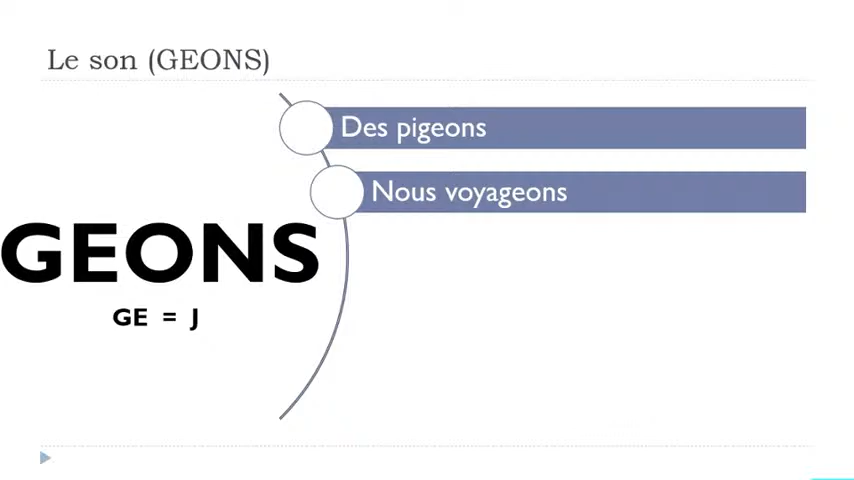 Le son (GEONS)
Des pigeons
Nous voyageons
GEONS
GE = J